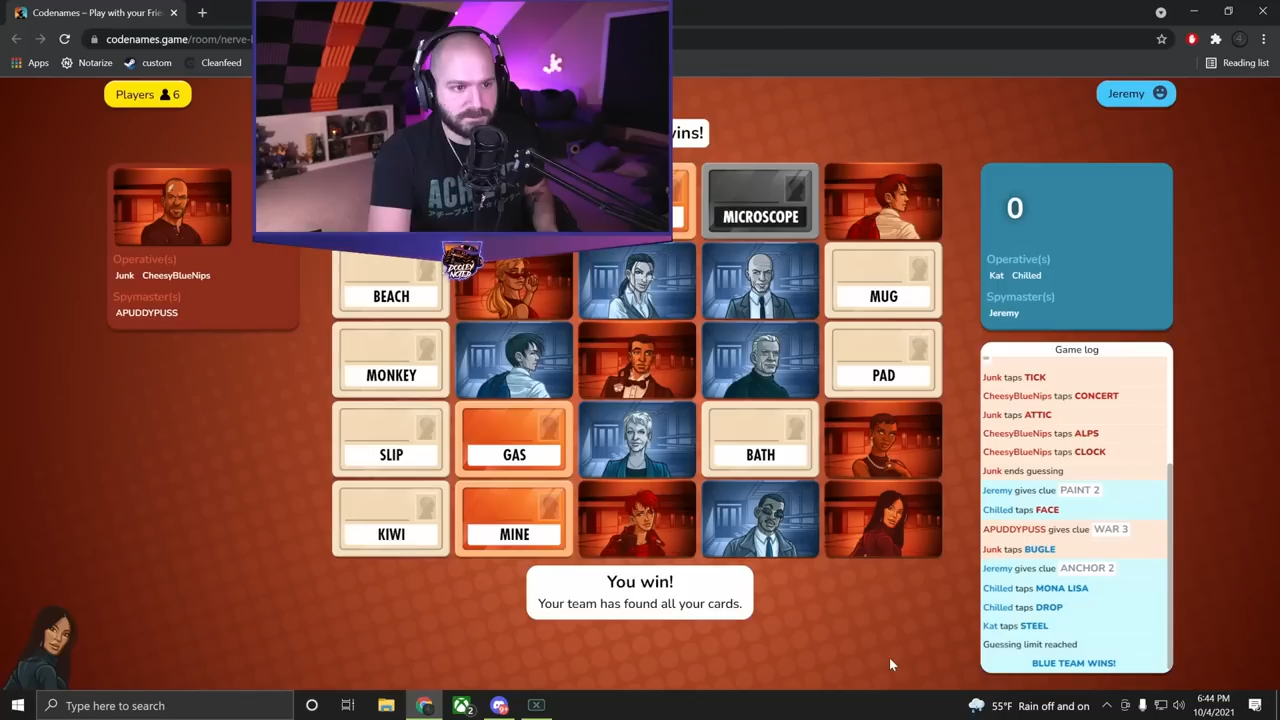 Codenames – Play with your Frie
codenames.game/room/nerve-
Apps
Notarize
custom
Cleanfeed
Reading list
Players 6
Jeremy
wins!
ACH
DOOLEY
NOTED
MICROSCOPE
0
Operative(s)
Junk CheesyBlueNips
Spymaster(s)
APUDDYPUSS
Operative(s)
Kat Chilled
Spymaster(s)
Jeremy
BEACH
MUG
MONKEY
PAD
SLIP
GAS
BATH
KIWI
MINE
Game log
Junk taps TICK
CheesyBlueNips taps CONCERT
Junk taps ATTIC
CheesyBlueNips taps ALPS
CheesyBlueNips taps CLOCK
Junk ends guessing
Jeremy gives clue PAINT 2
Chilled taps FACE
APUDDYPUSS gives clue WAR 3
Junk taps BUGLE
Jeremy gives clue ANCHOR 2
Chilled taps MONA LISA
Chilled taps DROP
Kat taps STEEL
Guessing limit reached
BLUE TEAM WINS!
You win!
Your team has found all your cards.
Type here to search
55°F Rain off and on
6:44 PM
10/4/2021